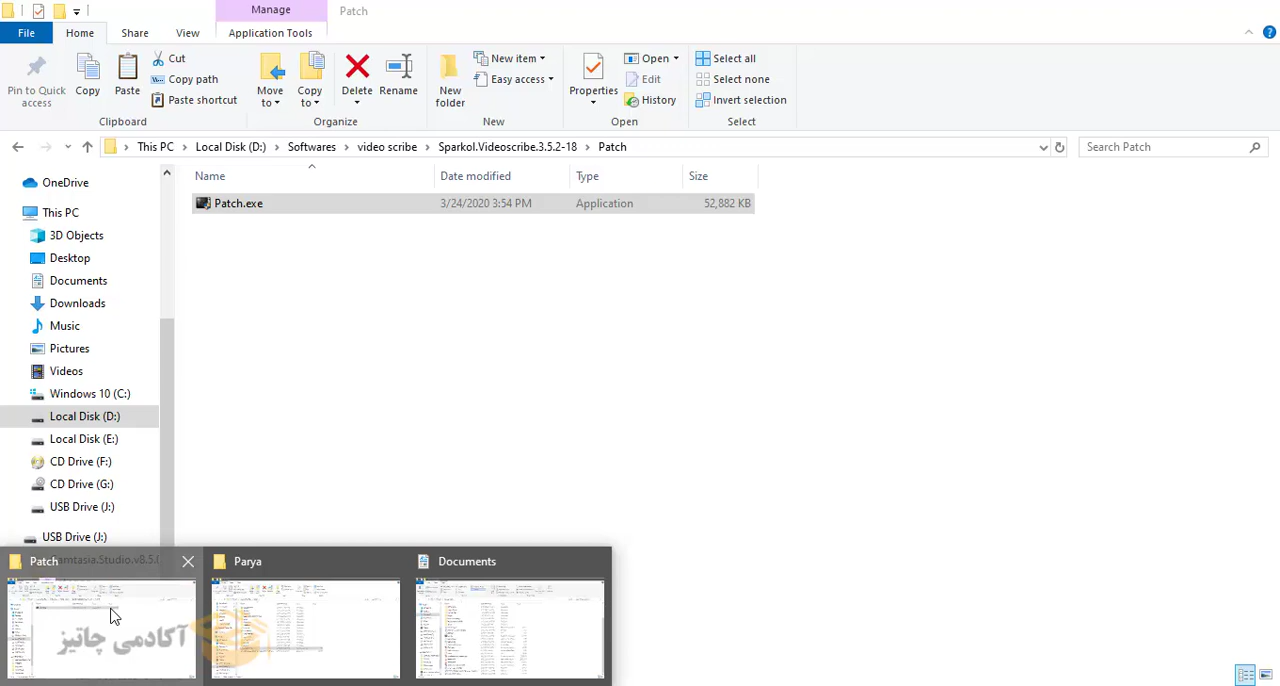 Manage
Patch
File
Home
Share
View
Application Tools
Pin to Quick access
Copy
Paste
Cut
Copy path
Paste shortcut
Clipboard
Move to
Copy to
Delete
Rename
Organize
New folder
New item
Easy access
New
Properties
Open
Edit
History
Open
Select all
Select none
Invert selection
Select
This PC > Local Disk (D:) > Softwares > video scribe > Sparkol.Videoscribe.3.5.2-18 > Patch
Search Patch
Name
Date modified
Type
Size
Patch.exe
3/24/2020 3:54 PM
Application
52,882 KB
OneDrive
This PC
3D Objects
Desktop
Documents
Downloads
Music
Pictures
Videos
Windows 10 (C:)
Local Disk (D:)
Local Disk (E:)
CD Drive (F:)
CD Drive (G:)
USB Drive (J:)
USB Drive (J:)
Patch
Parya
Documents
آکادمی چاتیز